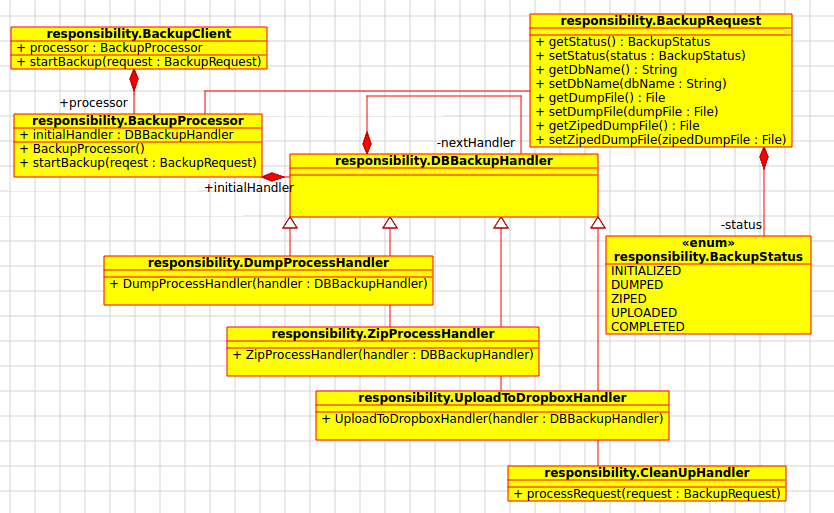 responsibility.BackupClient
+ processor : BackupProcessor
+ startBackup(request : BackupRequest)
responsibility.BackupRequest
+ getStatus() : BackupStatus
+ setStatus(status : BackupStatus)
+ getDbName() : String
+ setDbName(dbName : String)
+ getDumpFile() : File
+ setDumpFile(dumpFile : File)
+ getZipedDumpFile() : File
+ setZipedDumpFile(zipedDumpFile : File)
+processor
responsibility.BackupProcessor
+ initialHandler : DBBackupHandler
+ BackupProcessor()
+ startBackup(reqest : BackupRequest)
-nextHandler
responsibility.DBBackupHandler
+initialHandler
-status
«enum»
responsibility.BackupStatus
INITIALIZED
DUMPED
ZIPED
UPLOADED
COMPLETED
responsibility.DumpProcessHandler
+ DumpProcessHandler(handler : DBBackupHandler)
responsibility.ZipProcessHandler
+ ZipProcessHandler(handler : DBBackupHandler)
responsibility.UploadToDropboxHandler
+ UploadToDropboxHandler(handler : DBBackupHandler)
responsibility.CleanUpHandler
+ processRequest(request : BackupRequest)